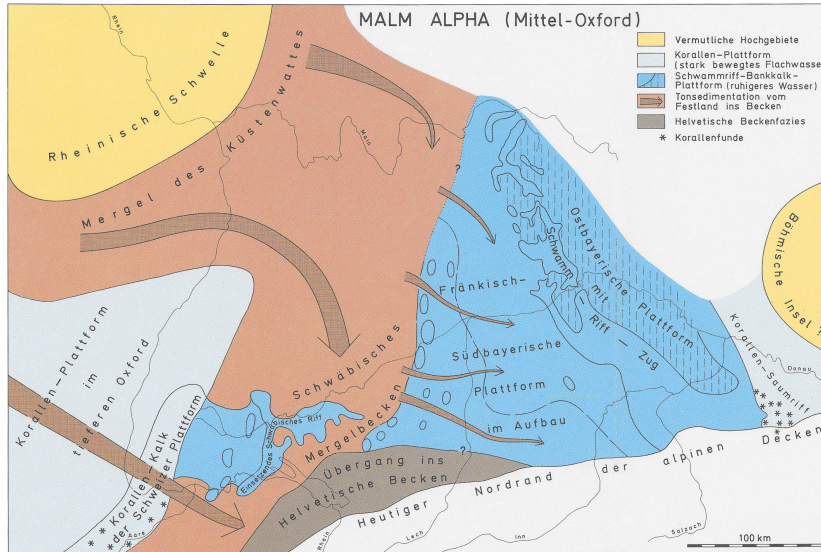 MALM ALPHA (Mittel-Oxford)
Vermutliche Hochgebiete
Korallen-Plattform
(stark bewegtes Flachwasser)
Schwammriff-Bankkalk-
Plattform (ruhigeres Wasser)
Tonsedimentation vom
Festland ins Becken
Helvetische Beckenfazies
* Korallenfunde
Rhein
Rheinische Schwelle
Mergel des Küstenwattes
Main
?
Ostbayerische Plattform
mit
Schwamm-Riff-Zug
Böhmische
Insel ?
Fränkisch-
Südbayerische
Plattform
im Aufbau
Korallen-Saumriff
Donau
Korallen-Plattform
im
tieferen Oxford
Korallen-Kalk
der Schweizer Plattform
Schwäbisches
Mergelbecken
Einsetzendes Schwäbisches Riff
?
Übergang ins
Helvetische Becken
Heutiger Nordrand der alpinen Decken
Aare
Rhein
Lech
Inn
Salzach
100 km